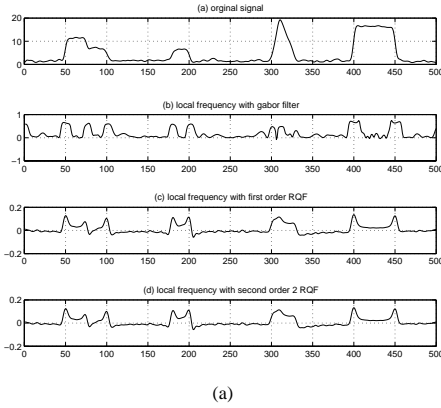 (a) orginal signal
20
10
0
0 50 100 150 200 250 300 350 400 450 500
(b) local frequency with gabor filter
1
0
−1
0 50 100 150 200 250 300 350 400 450 500
(c) local frequency with first order RQF
0.2
0
−0.2
0 50 100 150 200 250 300 350 400 450 500
(d) local frequency with second order 2 RQF
0.2
0
−0.2
0 50 100 150 200 250 300 350 400 450 500
(a)